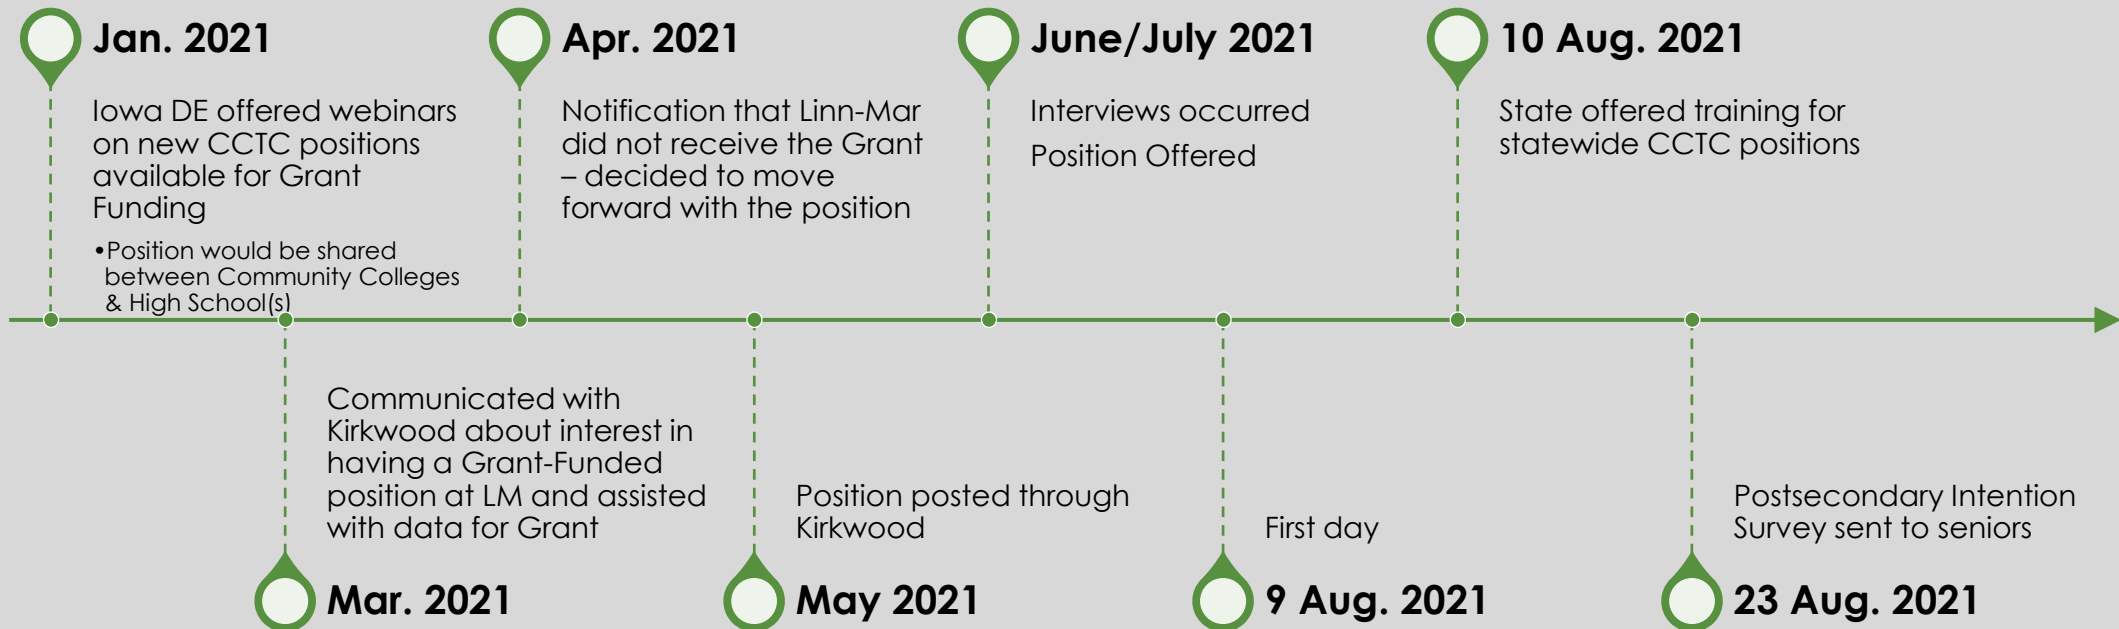 Jan. 2021
Iowa DE offered webinars
on new CCTC positions
available for Grant
Funding
•Position would be shared
between Community Colleges
& High School(s)
Mar. 2021
Communicated with
Kirkwood about interest in
having a Grant-Funded
position at LM and assisted
with data for Grant
Apr. 2021
Notification that Linn-Mar
did not receive the Grant
– decided to move
forward with the position
May 2021
Position posted through
Kirkwood
June/July 2021
Interviews occurred
Position Offered
9 Aug. 2021
First day
10 Aug. 2021
State offered training for
statewide CCTC positions
23 Aug. 2021
Postsecondary Intention
Survey sent to seniors